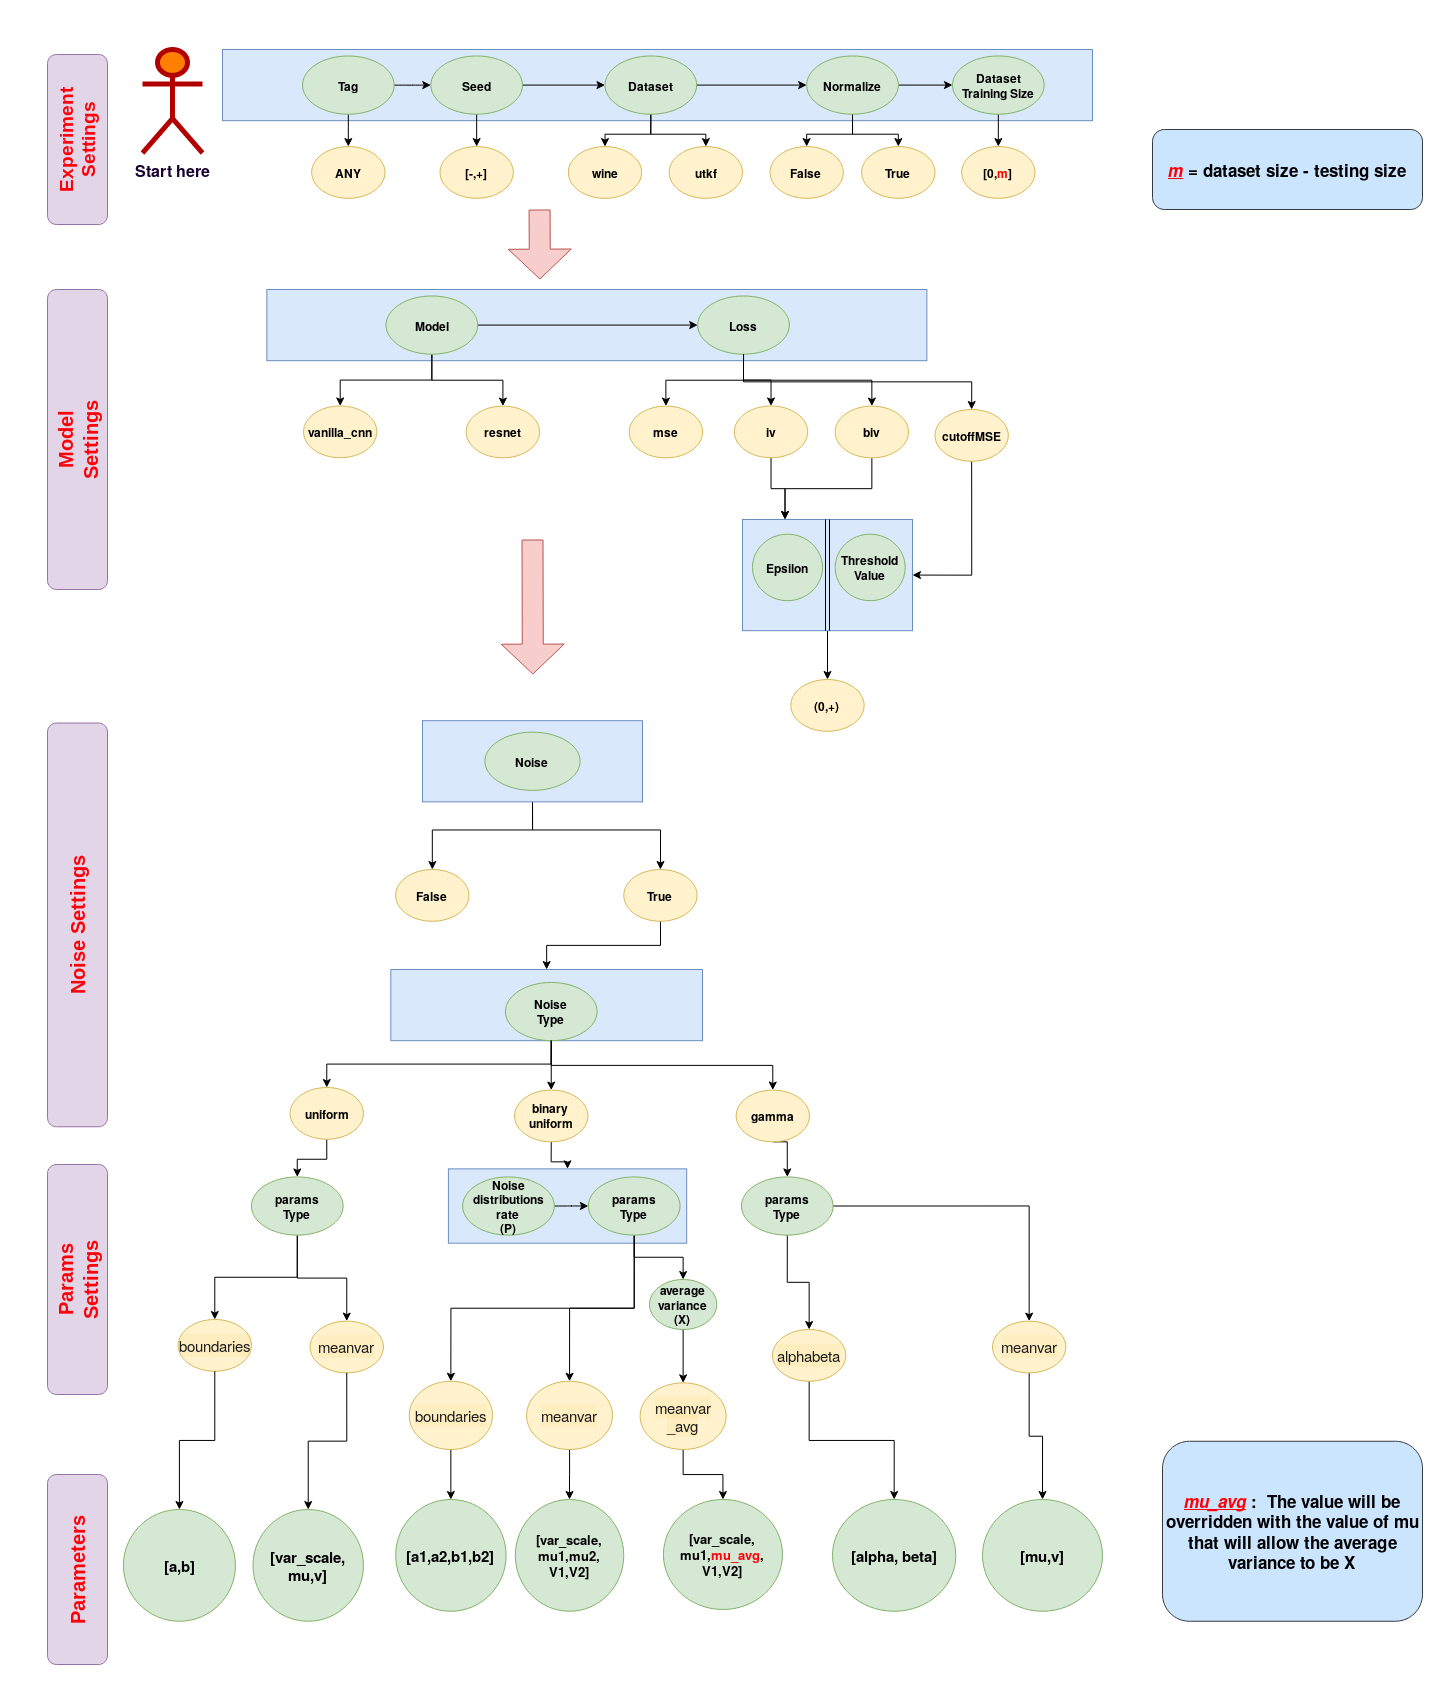 Experiment
Settings
Start here
Tag
Seed
Dataset
Normalize
Dataset
Training Size
ANY
[-,+]
wine
utkf
False
True
[0,m]
m = dataset size - testing size
Model
Settings
Model
Loss
vanilla_cnn
resnet
mse
iv
biv
cutoffMSE
Epsilon
Threshold
Value
(0,+)
Noise Settings
Noise
False
True
Noise
Type
uniform
binary
uniform
gamma
Params
Settings
params
Type
Noise
distributions
rate
(P)
params
Type
params
Type
average
variance
(X)
boundaries
meanvar
boundaries
meanvar
meanvar
_avg
alphabeta
meanvar
Parameters
[a,b]
[var_scale,
mu,v]
[a1,a2,b1,b2]
[var_scale,
mu1,mu2,
V1,V2]
[var_scale,
mu1,mu_avg,
V1,V2]
[alpha, beta]
[mu,v]
mu_avg : The value will be
overridden with the value of mu
that will allow the average
variance to be X